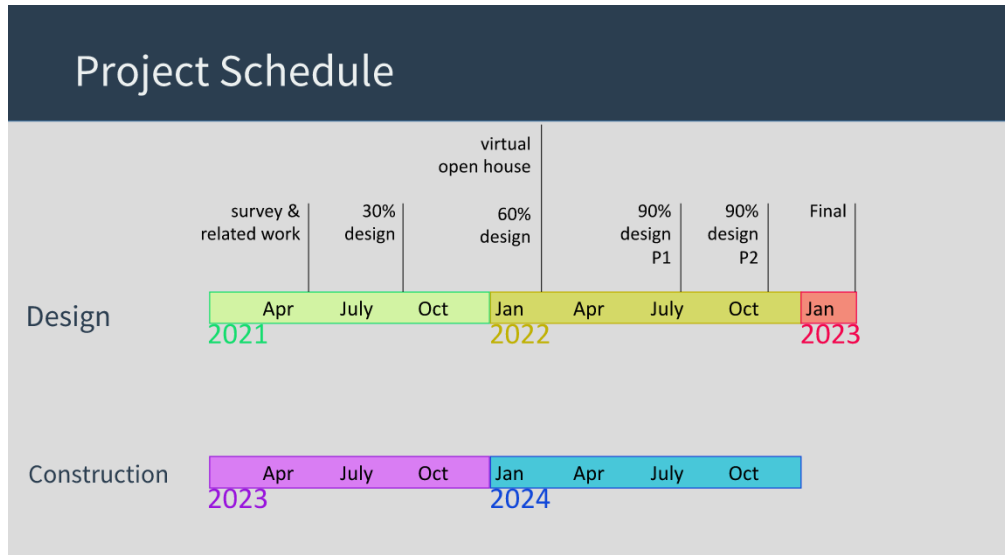 Project Schedule
virtual
open house
survey &
related work
30%
design
60%
design
90%
design
P1
90%
design
P2
Final
Design
Apr July Oct Jan Apr July Oct Jan
2021 2022 2023
Construction
Apr July Oct Jan Apr July Oct
2023 2024